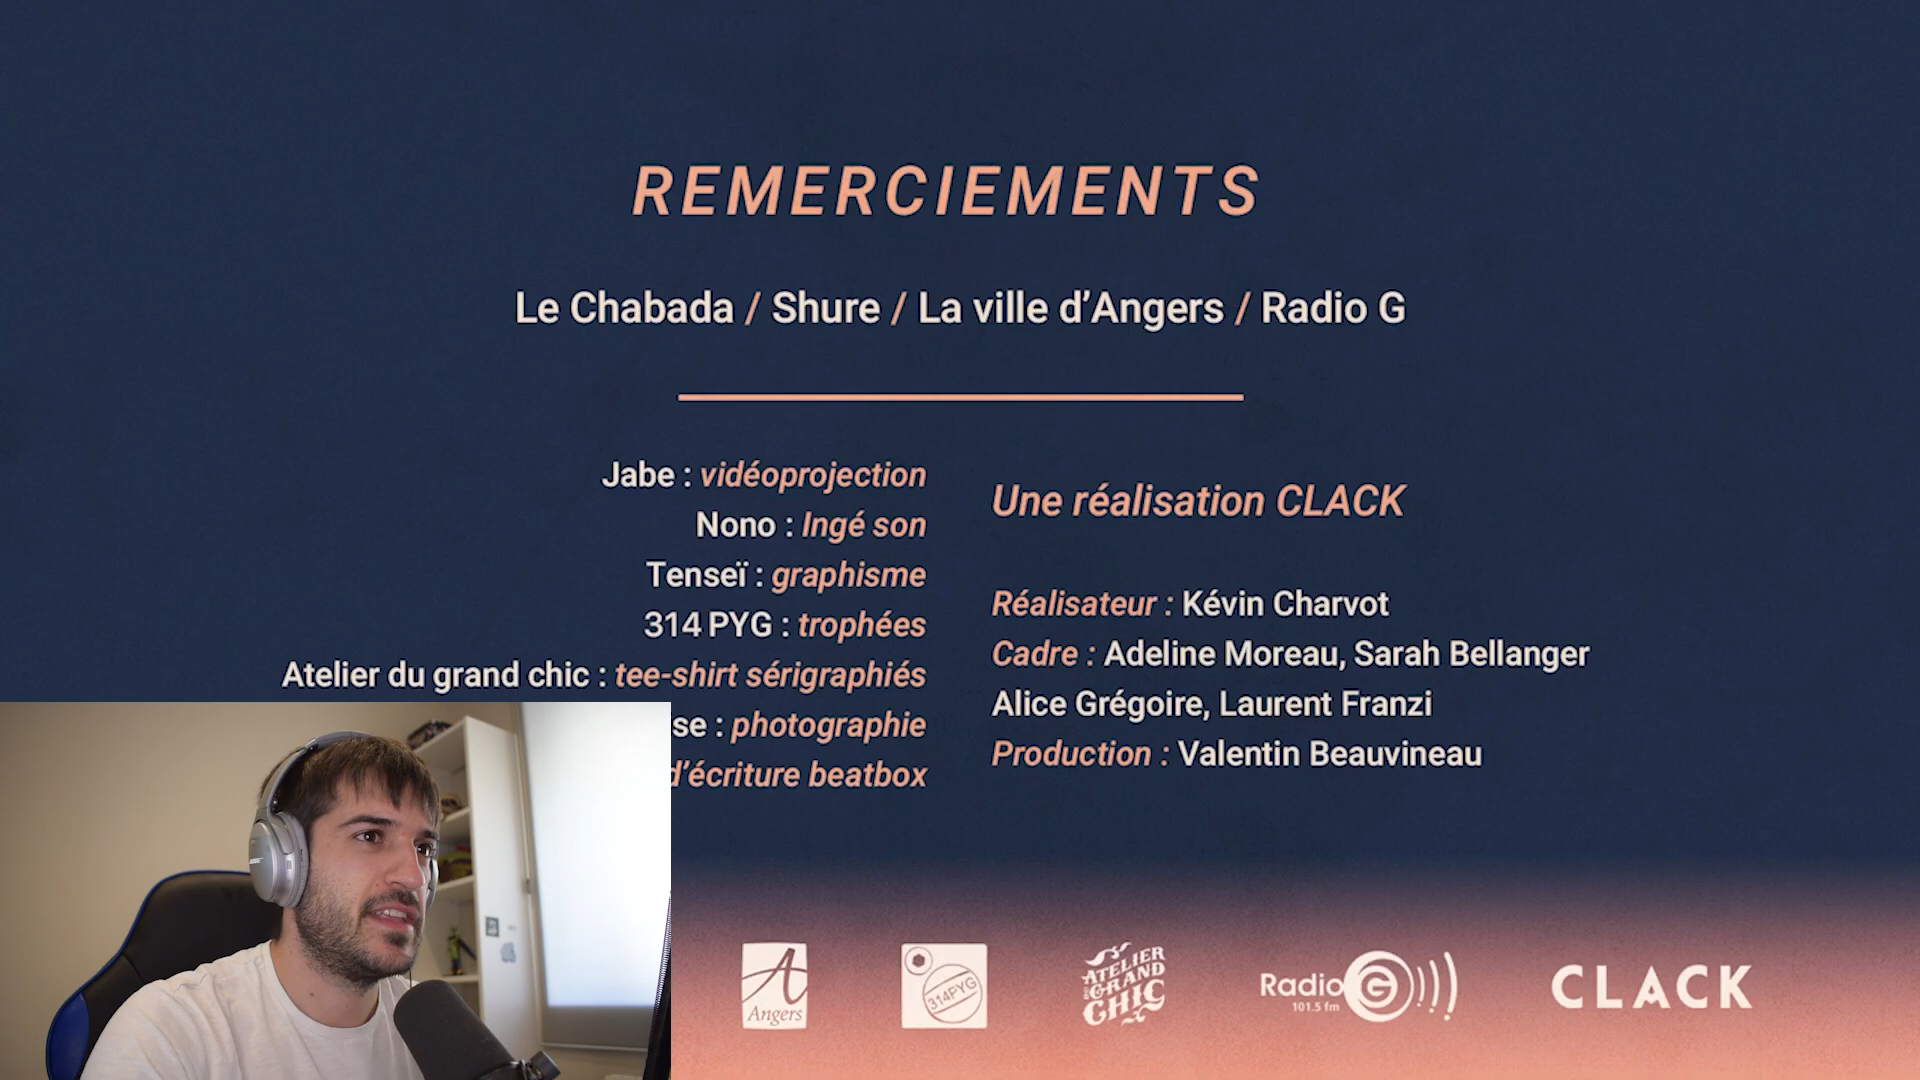 REMERCIEMENTS
Le Chabada / Shure / La ville d’Angers / Radio G
Jabe : vidéoprojection
Nono : Ingé son
Tenseï : graphisme
314 PYG : trophées
Atelier du grand chic : tee-shirt sérigraphiés
se : photographie
d’écriture beatbox
Une réalisation CLACK
Réalisateur : Kévin Charvot
Cadre : Adeline Moreau, Sarah Bellanger
Alice Grégoire, Laurent Franzi
Production : Valentin Beauvineau
A
Angers
314PYG
ATELIER
DU GRAND
CHIC
Radio G
101.5 fm
CLACK
BOSE